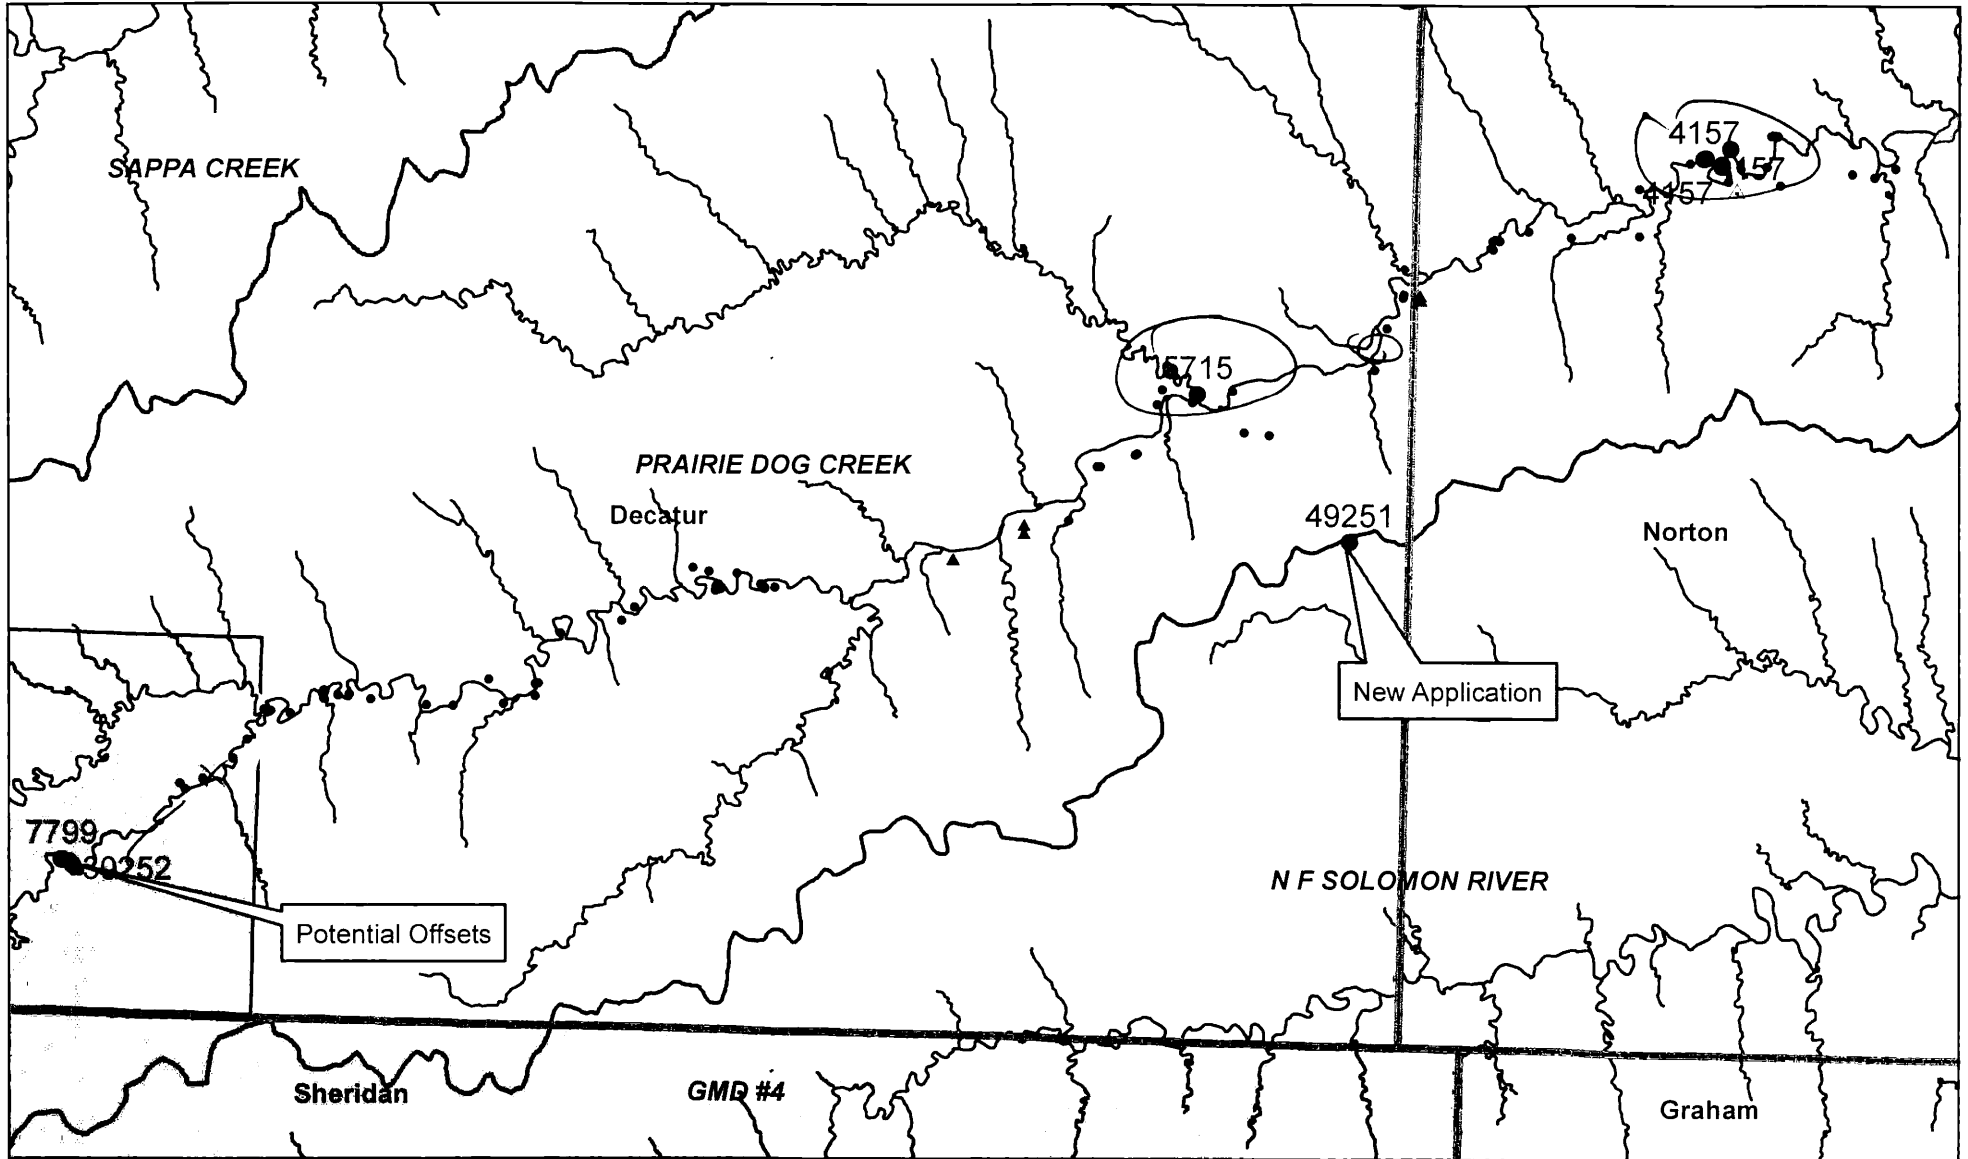 4157
157
SAPPA CREEK
4157
5715
PRAIRIE DOG CREEK
Decatur
49251
Norton
New Application
7799
30252
N F SOLOMON RIVER
Potential Offsets
Sheridan
GMD #4
Graham